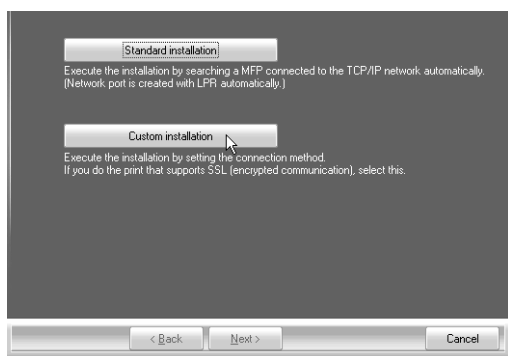 Standard installation
Execute the installation by searching a MFP connected to the TCP/IP network automatically.
(Network port is created with LPR automatically.)
Custom installation
Execute the installation by setting the connection method.
If you do the print that supports SSL (encrypted communication), select this.
< Back Next > Cancel